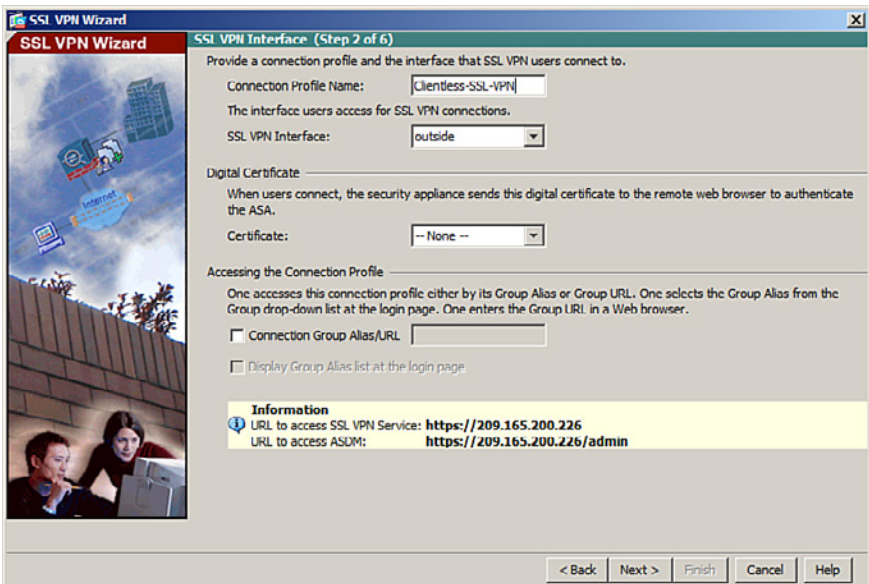 SSL VPN Wizard
SSL VPN Wizard
SSL VPN Interface (Step 2 of 6)
Provide a connection profile and the interface that SSL VPN users connect to.
Connection Profile Name: Clientless-SSL-VPN
The interface users access for SSL VPN connections.
SSL VPN Interface: outside
Digital Certificate
When users connect, the security appliance sends this digital certificate to the remote web browser to authenticate
the ASA.
Certificate: -- None --
Accessing the Connection Profile
One accesses this connection profile either by its Group Alias or Group URL. One selects the Group Alias from the
Group drop-down list at the login page. One enters the Group URL in a Web browser.
Connection Group Alias/URL
Display Group Alias list at the login page
Information
URL to access SSL VPN Service: https://209.165.200.226
URL to access ASDM: https://209.165.200.226/admin
Internet
< Back Next > Finish Cancel Help